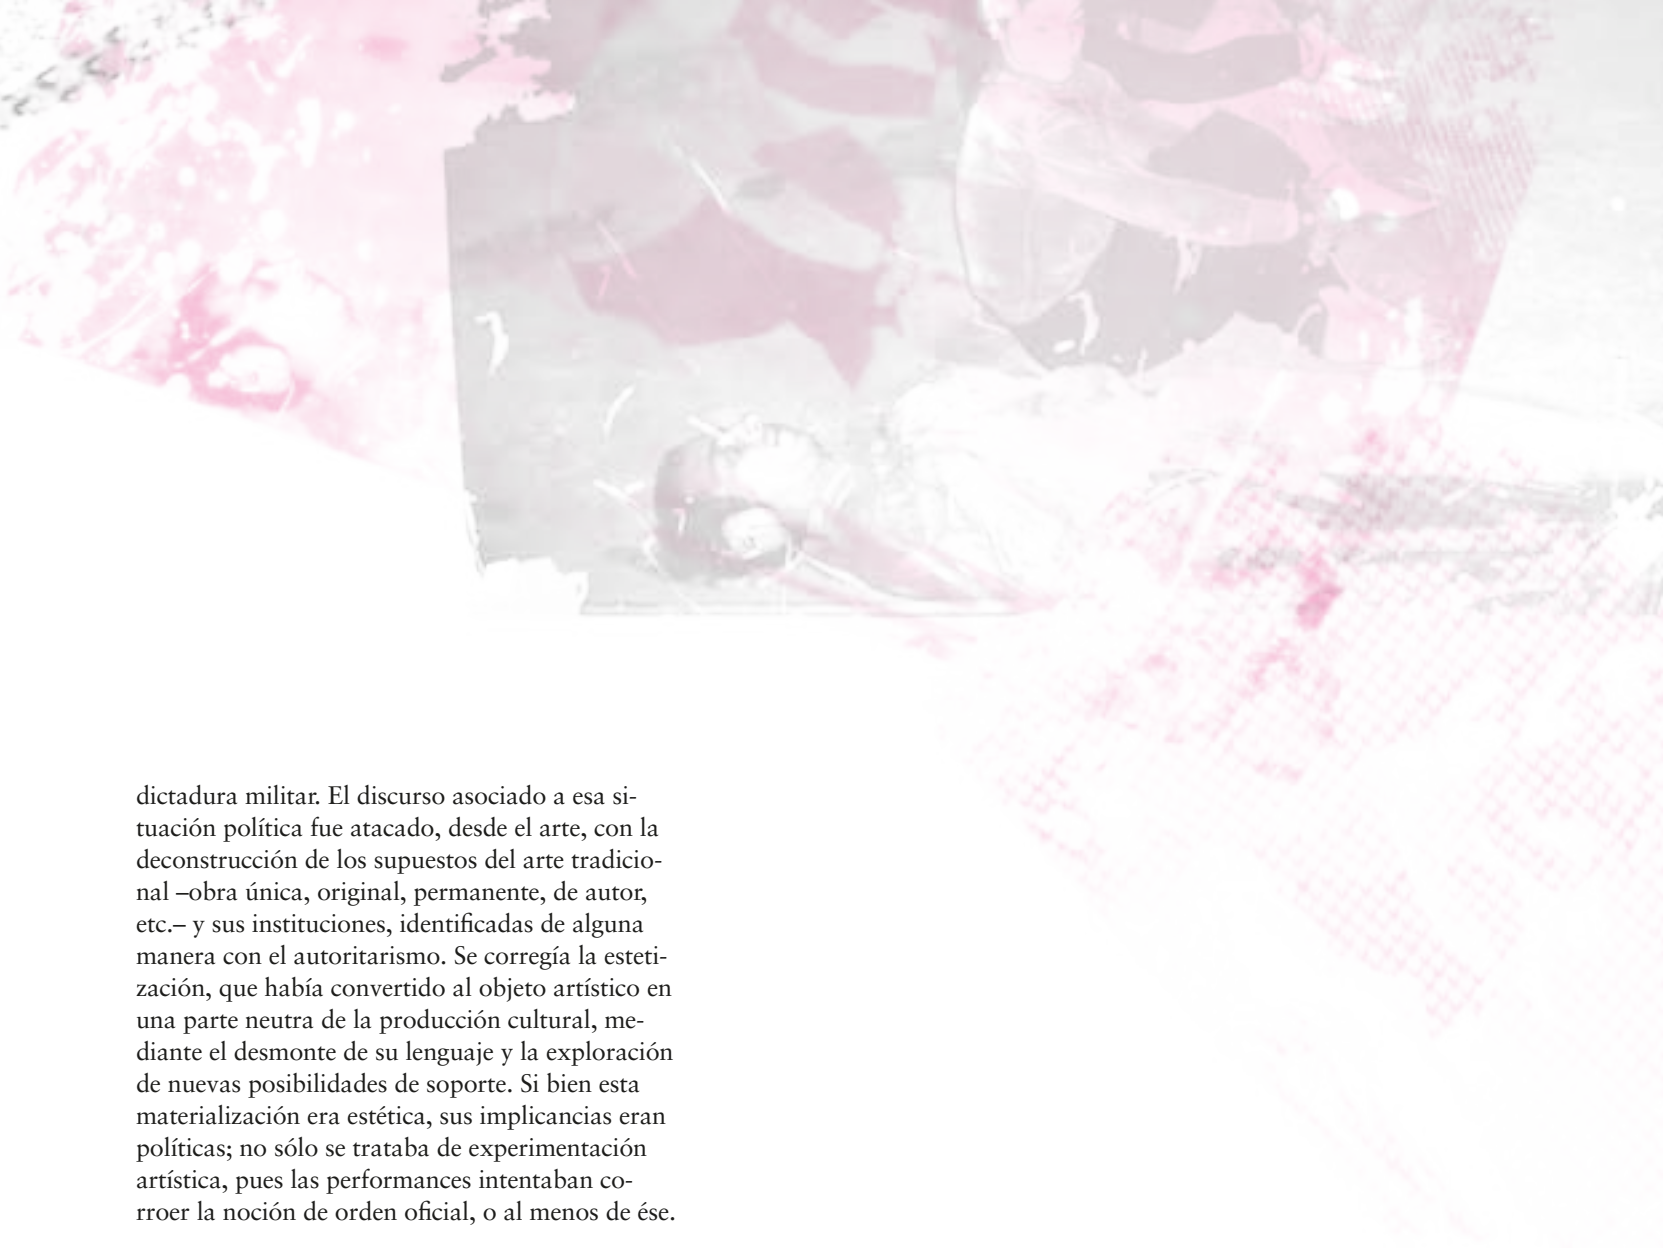 dictadura militar. El discurso asociado a esa si-
tuación política fue atacado, desde el arte, con la
deconstrucción de los supuestos del arte tradicio-
nal –obra única, original, permanente, de autor,
etc.– y sus instituciones, identificadas de alguna
manera con el autoritarismo. Se corregía la esteti-
zación, que había convertido al objeto artístico en
una parte neutra de la producción cultural, me-
diante el desmonte de su lenguaje y la exploración
de nuevas posibilidades de soporte. Si bien esta
materialización era estética, sus implicancias eran
políticas; no sólo se trataba de experimentación
artística, pues las performances intentaban co-
rroer la noción de orden oficial, o al menos de ése.